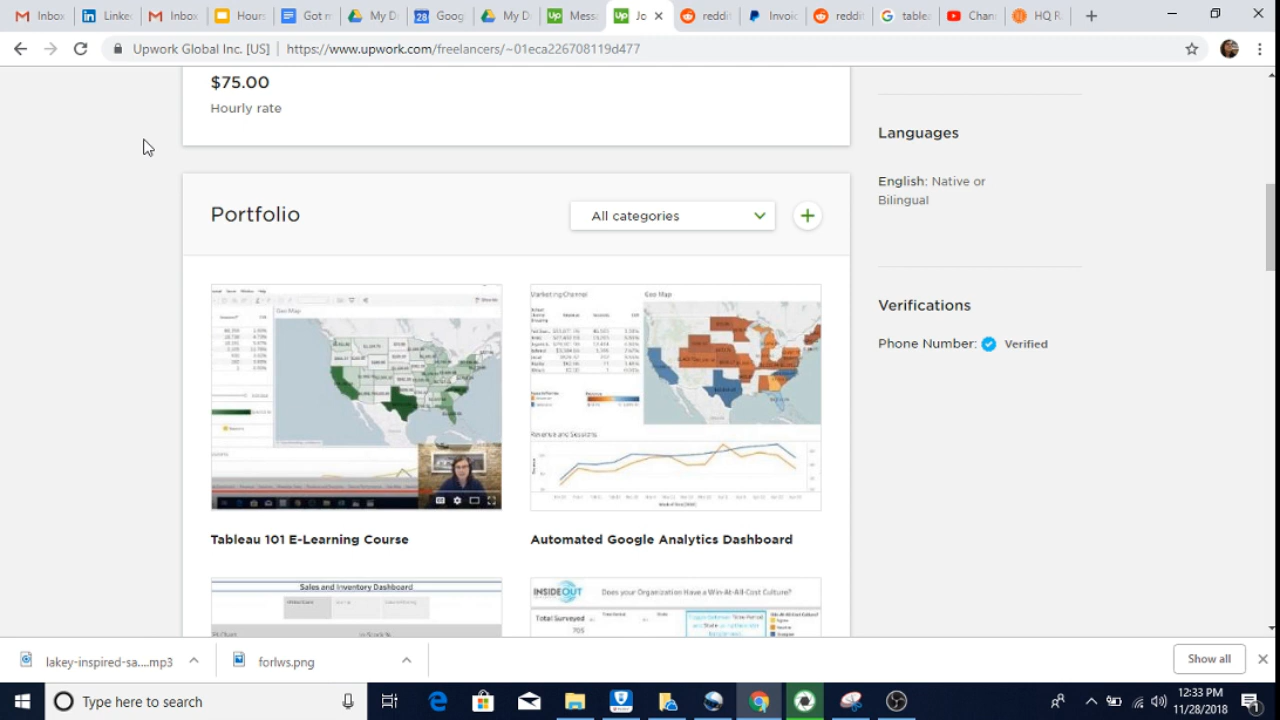 Inbo
Linke
Inbox
Hours
Got n
My D
Goog
My D
Mess
Jo
reddi
Invoic
reddi
table
Chan
HQ R
Upwork Global Inc. [US] | https://www.upwork.com/freelancers/~01eca226708119d477
$75.00
Hourly rate
Portfolio
All categories
Languages
English: Native or
Bilingual
Verifications
Phone Number: Verified
Geo Map
Marketing Channel
Geo Map
Revenue and Sessions
Tableau 101 E-Learning Course
Automated Google Analytics Dashboard
Sales and Inventory Dashboard
INSIDEOUT
Does your Organization Have a Win-At-All-Cost Culture?
Total Surveyed
705
lakey-inspired-sa....mp3
forlws.png
Show all
Type here to search
12:33 PM
11/28/2018